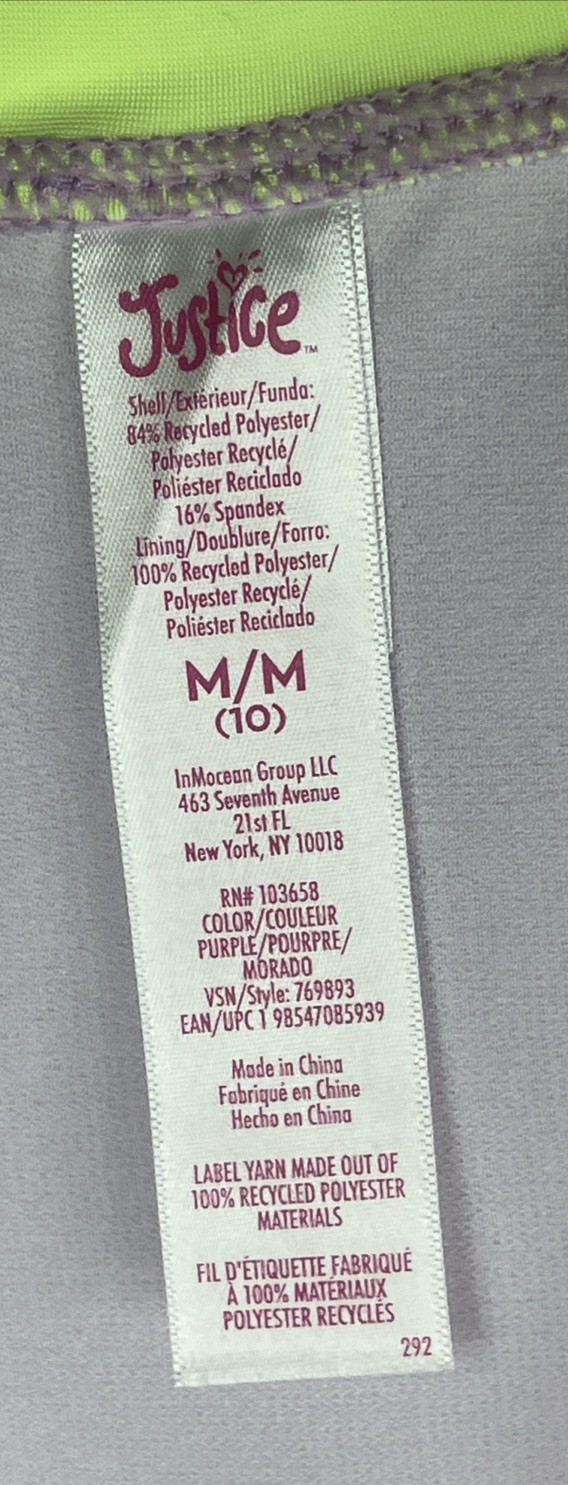 Justice™
Shell/Extérieur/Funda:
84% Recycled Polyester/
Polyester Recyclé/
Poliéster Reciclado
16% Spandex
Lining/Doublure/Forro:
100% Recycled Polyester/
Polyester Recyclé/
Poliéster Reciclado
M/M
(10)
InMocean Group LLC
463 Seventh Avenue
21st FL
New York, NY 10018
RN# 103658
COLOR/COULEUR
PURPLE/POURPRE/
MORADO
VSN/Style: 769893
EAN/UPC 1 98547085939
Made in China
Fabriqué en Chine
Hecho en China
LABEL YARN MADE OUT OF
100% RECYCLED POLYESTER
MATERIALS
FIL D'ÉTIQUETTE FABRIQUÉ
À 100% MATÉRIAUX
POLYESTER RECYCLÉS
292